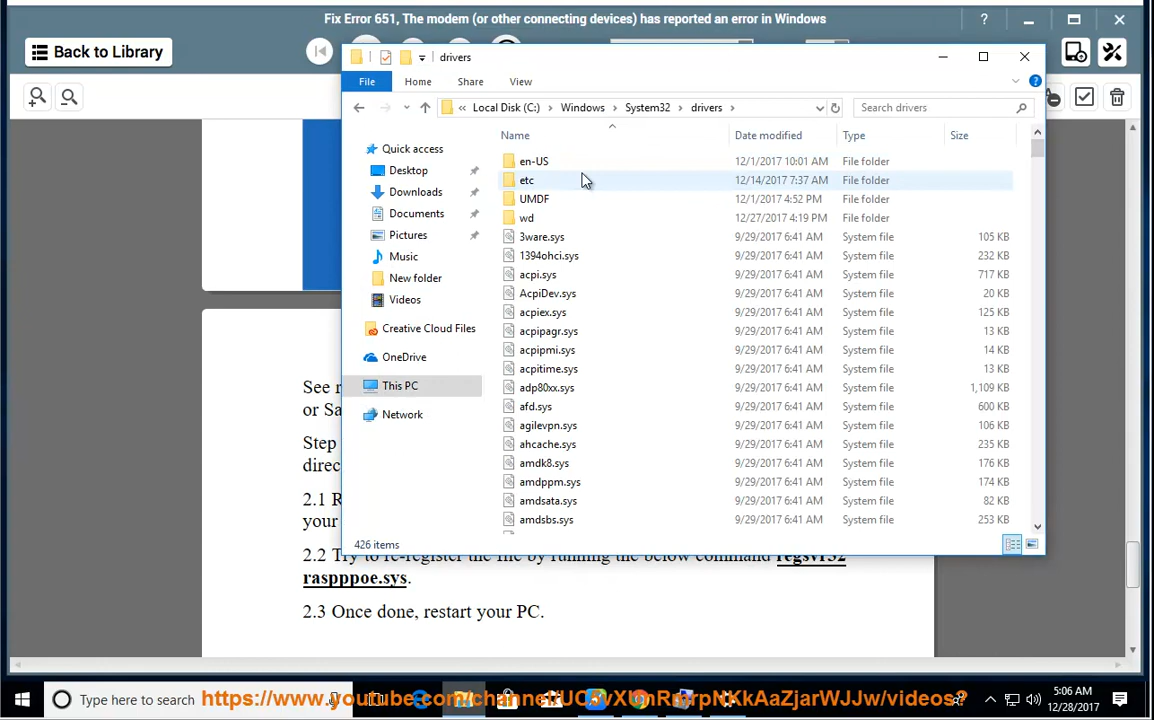 Fix Error 651, The modem (or other connecting devices) has reported an error in Windows
Back to Library
drivers
File
Home
Share
View
« Local Disk (C:) > Windows > System32 > drivers >
Search drivers
Name
Date modified
Type
Size
Quick access
Desktop
Downloads
Documents
Pictures
Music
New folder
Videos
Creative Cloud Files
OneDrive
This PC
Network
en-US 12/1/2017 10:01 AM File folder
etc 12/14/2017 7:37 AM File folder
UMDF 12/1/2017 4:52 PM File folder
wd 12/27/2017 4:19 PM File folder
3ware.sys 9/29/2017 6:41 AM System file 105 KB
1394ohci.sys 9/29/2017 6:41 AM System file 232 KB
acpi.sys 9/29/2017 6:41 AM System file 717 KB
AcpiDev.sys 9/29/2017 6:41 AM System file 20 KB
acpiex.sys 9/29/2017 6:41 AM System file 125 KB
acpipagr.sys 9/29/2017 6:41 AM System file 13 KB
acpipmi.sys 9/29/2017 6:41 AM System file 14 KB
acpitime.sys 9/29/2017 6:41 AM System file 13 KB
adp80xx.sys 9/29/2017 6:41 AM System file 1,109 KB
afd.sys 9/29/2017 6:41 AM System file 600 KB
agilevpn.sys 9/29/2017 6:41 AM System file 106 KB
ahcache.sys 9/29/2017 6:41 AM System file 235 KB
amdk8.sys 9/29/2017 6:41 AM System file 176 KB
amdppm.sys 9/29/2017 6:41 AM System file 174 KB
amdsata.sys 9/29/2017 6:41 AM System file 82 KB
amdsbs.sys 9/29/2017 6:41 AM System file 253 KB
426 items
See
or
Step
2.1
your
2.2 Try to re-register the file by running the below command regsvr32
raspppoe.sys.
2.3 Once done, restart your PC.
Type here to search
5:06 AM
12/28/2017